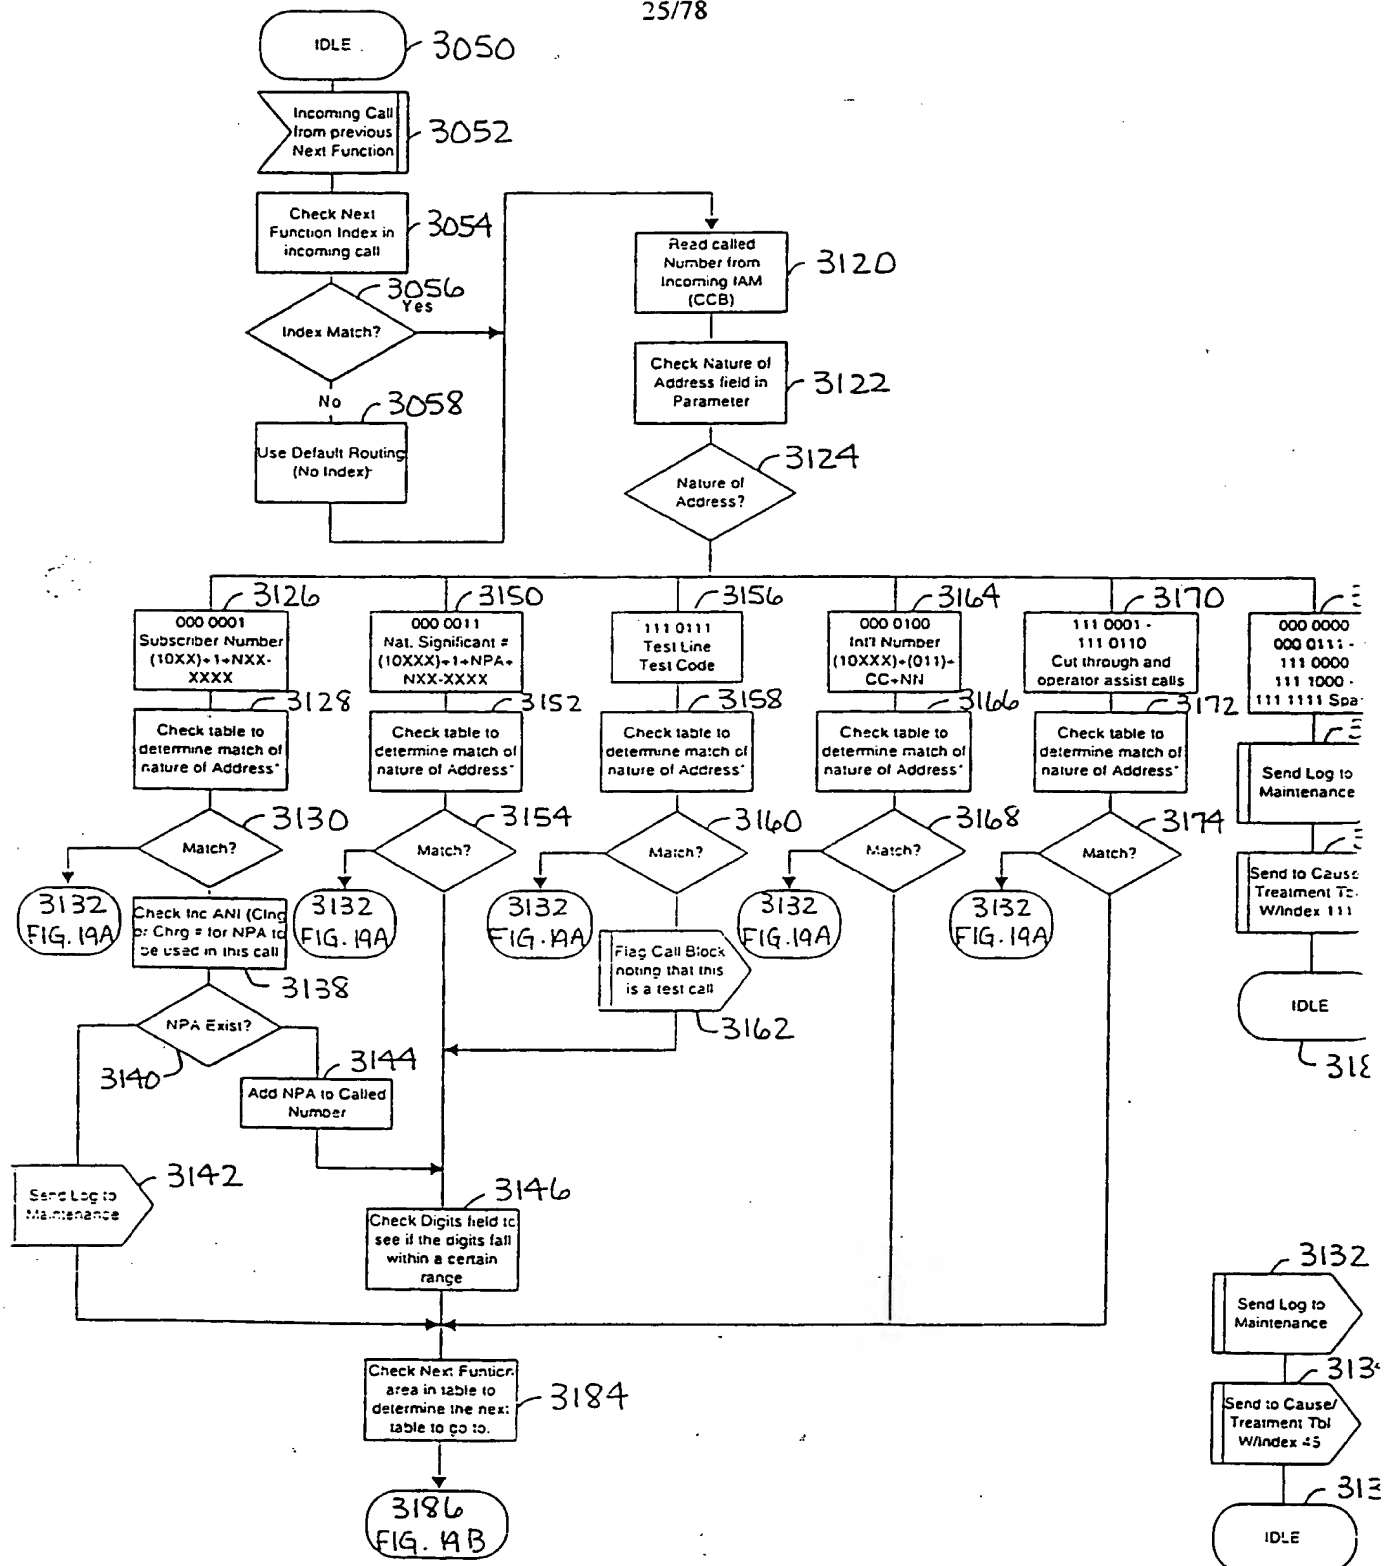 25/78
IDLE
3050
Incoming Call
from previous
Next Function
3052
Check Next
Function Index in
incoming call
3054
3056
Yes
Index Match?
No
3058
Use Default Routing
(No Index)
Read called
Number from
Incoming IAM
(CCB)
3120
Check Nature of
Address field in
Parameter
3122
3124
Nature of
Address?
3126
000 0001
Subscriber Number
(10XX)+1+NXX-
XXXX
3150
000 0011
Nat. Significant #
(10XXX)+1+NPA+
NXX-XXXX
3156
111 0111
Test Line
Test Code
3164
000 0100
Int'l Number
(10XXX)+(011)+
CC+NN
3170
111 0001 -
111 0110
Cut through and
operator assist calls
000 0000
000 0111 -
111 0000
111 1000 -
111 1111
3128
Check table to
determine match of
nature of Address*
3152
Check table to
determine match of
nature of Address*
3158
Check table to
determine match of
nature of Address*
3166
Check table to
determine match of
nature of Address*
3172
Check table to
determine match of
nature of Address*
Send Log to
Maintenance
3130
Match?
3154
Match?
3160
Match?
3168
Match?
3174
Match?
Send to
Treatment
W/Index 111
3132
FIG. 19A
3132
FIG. 19A
3132
FIG. 19A
3132
FIG. 19A
3132
FIG. 19A
Check Inc ANI (Clng
or Chrg # for NPA to
be used in this call
3138
Flag Call Block
noting that this
is a test call
3162
IDLE
NPA Exist?
3140
3144
Add NPA to Called
Number
3142
Send Log to
Maintenance
3146
Check Digits field to
see if the digits fall
within a certain
range
3132
Send Log to
Maintenance
Check Next Funtion
area in table to
determine the next
table to go to.
3184
Send to Cause/
Treatment Tbl
W/Index 45
3186
FIG. 19B
IDLE